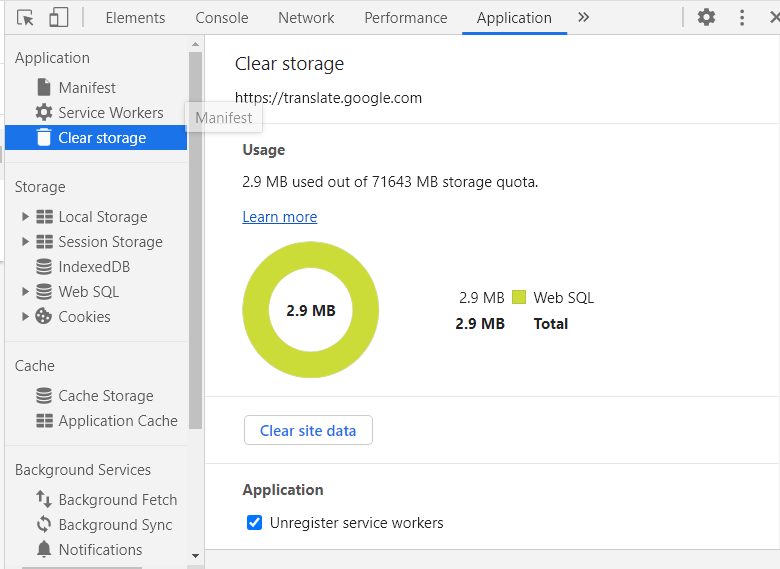 Elements Console Network Performance Application
Application
Manifest
Service Workers
Clear storage
Storage
Local Storage
Session Storage
IndexedDB
Web SQL
Cookies
Cache
Cache Storage
Application Cache
Background Services
Background Fetch
Background Sync
Notifications
Manifest
Clear storage
https://translate.google.com
Usage
2.9 MB used out of 71643 MB storage quota.
Learn more
2.9 MB
2.9 MB Web SQL
2.9 MB Total
Clear site data
Application
Unregister service workers